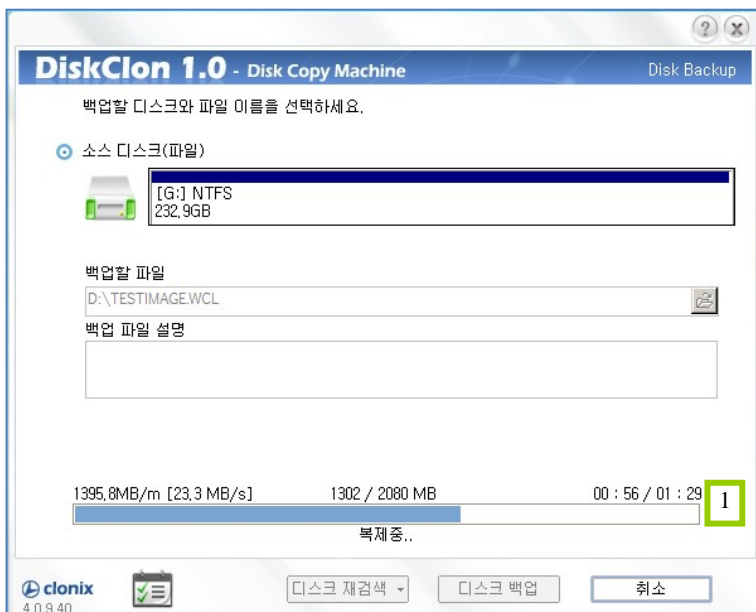 DiskClon 1.0 - Disk Copy Machine Disk Backup
백업할 디스크와 파일 이름을 선택하세요.
소스 디스크(파일)
[G:] NTFS
232.9GB
백업할 파일
D:\TESTIMAGE.WCL
백업 파일 설명
1395.8MB/m [23.3 MB/s] 1302 / 2080 MB 00 : 56 / 01 : 29
1
복제중..
clonix
4.0.9.40
디스크 재검색
디스크 백업
취소